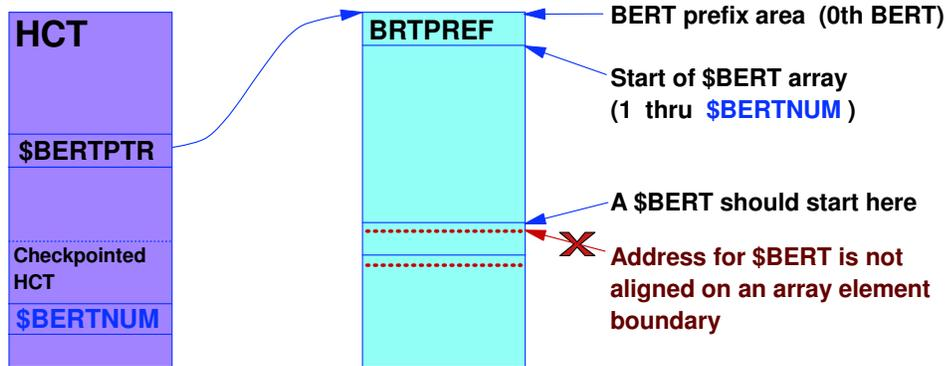 HCT
$BERTPTR
Checkpointed
HCT
$BERTNUM
BRTPREF
BERT prefix area (0th BERT)
Start of $BERT array
(1 thru $BERTNUM )
A $BERT should start here
Address for $BERT is not
aligned on an array element
boundary